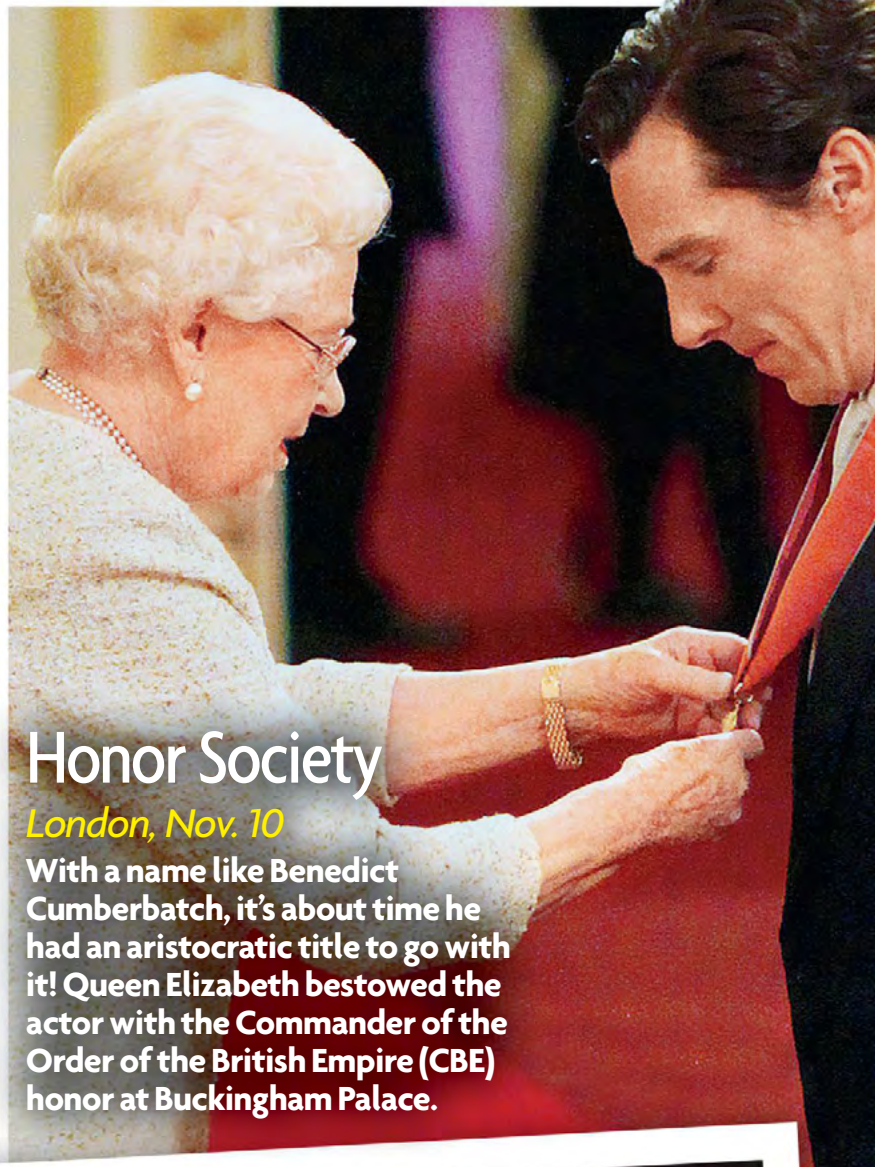 Honor Society
London, Nov. 10
With a name like Benedict
Cumberbatch, it’s about time he
had an aristocratic title to go with
it! Queen Elizabeth bestowed the
actor with the Commander of the
Order of the British Empire (CBE)
honor at Buckingham Palace.